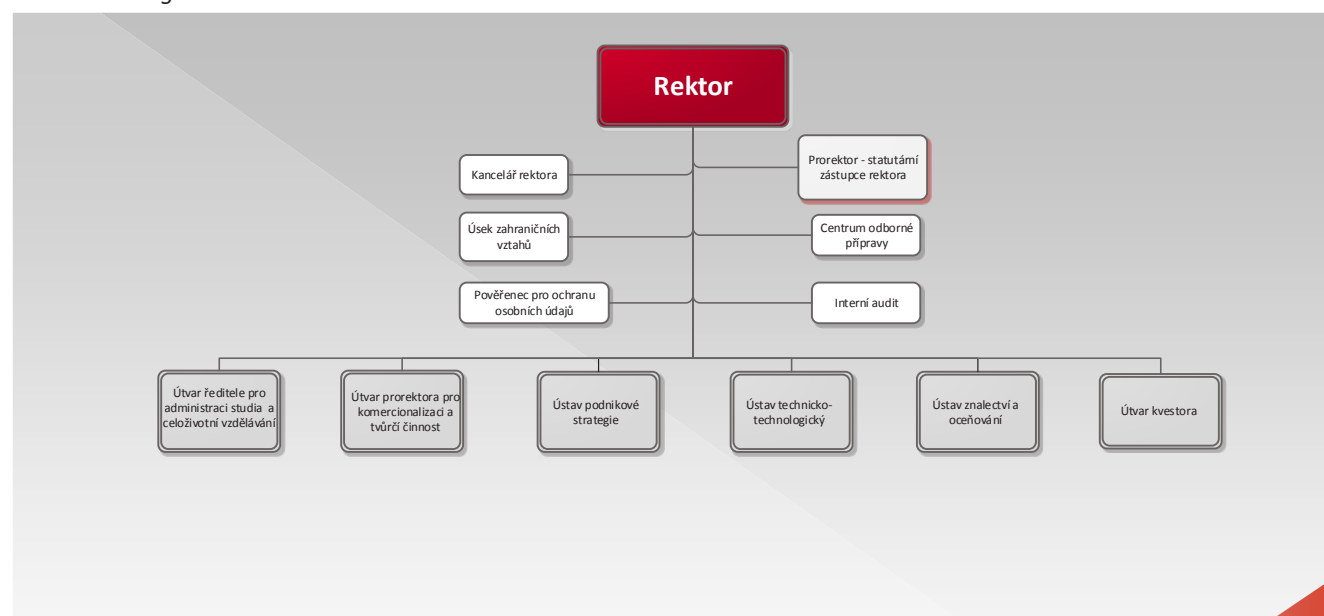 Rektor
Prorektor - statutární
zástupce rektora
Kancelář rektora
Úsek zahraničních
vztahů
Centrum odborné
přípravy
Pověřenec pro ochranu
osobních údajů
Interní audit
Útvar ředitele pro
administraci studia a
celoživotní vzdělávání
Útvar prorektora pro
komercionalizaci a
tvůrčí činnost
Ústav podnikové
strategie
Ústav technicko-
technologický
Ústav znalectví a
oceňování
Útvar kvestora